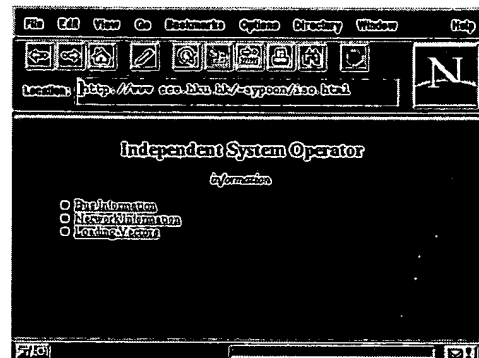 File Edit View Go Bookmarks Options Directory Window Help
N
Location: http://www.eee.hku.hk/~sypoon/iso.html
Independent System Operator
information
Bus Information
Network Information
Loading Vectors